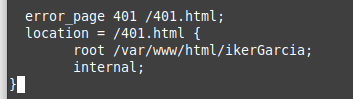 error_page 401 /401.html;
location = /401.html {
root /var/www/html/ikerGarcia;
internal;
}